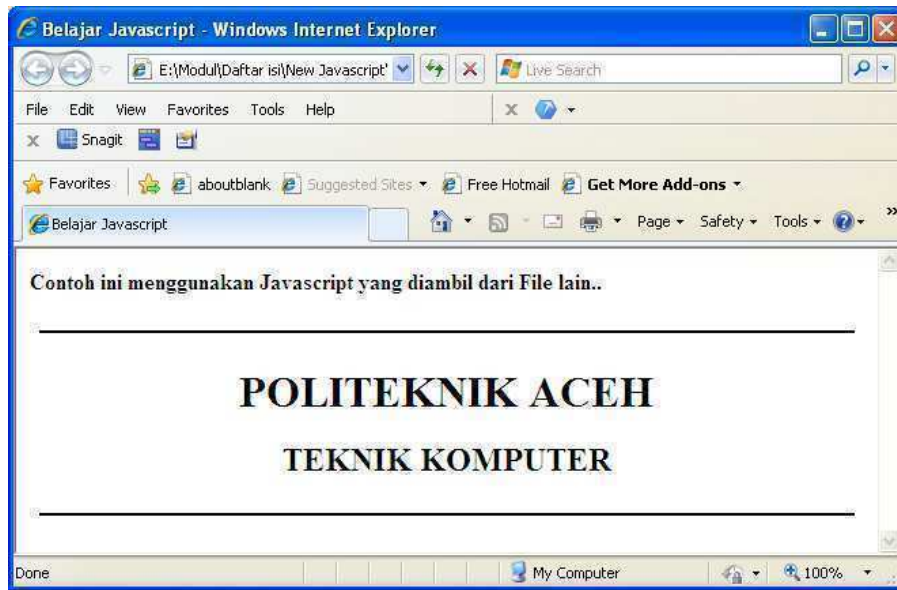 Belajar Javascript - Windows Internet Explorer
E:\Modul\Daftar isi\New Javascript'
Live Search
File Edit View Favorites Tools Help
x
x Snagit
Favorites aboutblank Suggested Sites Free Hotmail Get More Add-ons
Belajar Javascript Page Safety Tools »
Contoh ini menggunakan Javascript yang diambil dari File lain..
POLITEKNIK ACEH
TEKNIK KOMPUTER
Done My Computer 100%